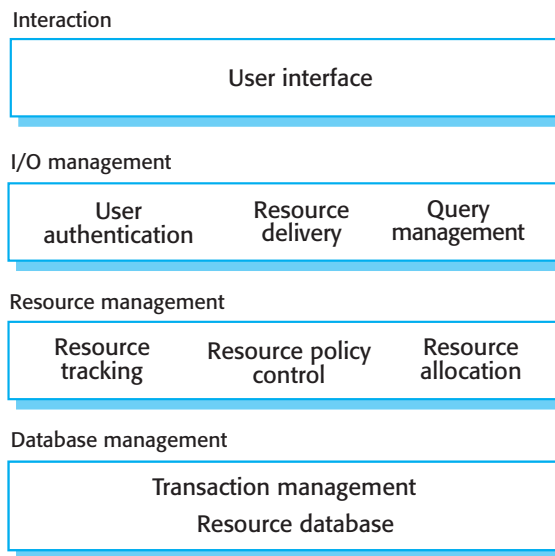 Interaction
User interface
I/O management
User
authentication
Resource
delivery
Query
management
Resource management
Resource
tracking
Resource policy
control
Resource
allocation
Database management
Transaction management
Resource database